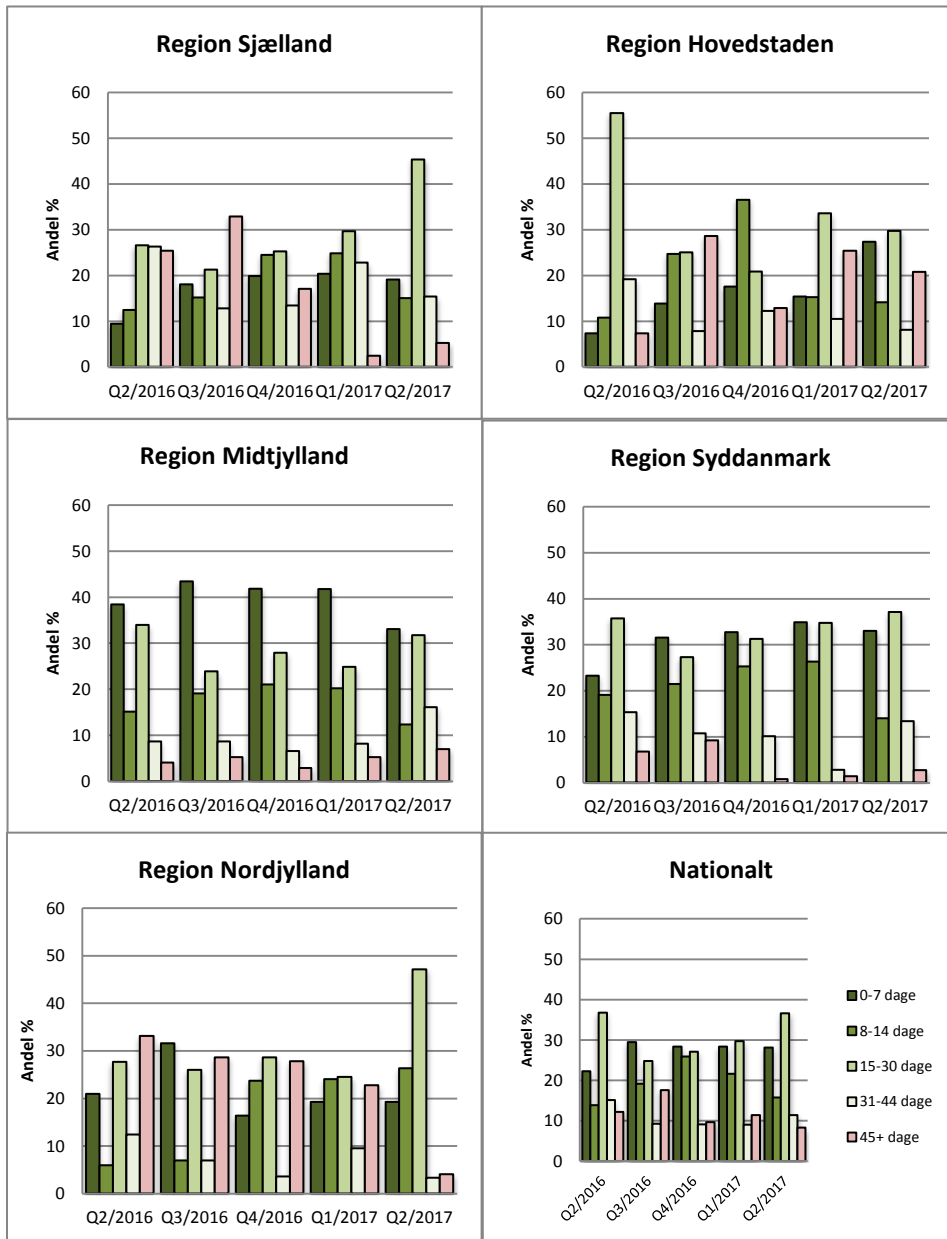 Region Sjælland
Andel %
60
50
40
30
20
10
0
Q2/2016 Q3/2016 Q4/2016 Q1/2017 Q2/2017
Region Hovedstaden
Andel %
60
50
40
30
20
10
0
Q2/2016 Q3/2016 Q4/2016 Q1/2017 Q2/2017
Region Midtjylland
Andel %
60
50
40
30
20
10
0
Q2/2016 Q3/2016 Q4/2016 Q1/2017 Q2/2017
Region Syddanmark
Andel %
60
50
40
30
20
10
0
Q2/2016 Q3/2016 Q4/2016 Q1/2017 Q2/2017
Region Nordjylland
Andel %
60
50
40
30
20
10
0
Q2/2016 Q3/2016 Q4/2016 Q1/2017 Q2/2017
Nationalt
Andel %
60
50
40
30
20
10
0
Q2/2016 Q3/2016 Q4/2016 Q1/2017 Q2/2017
0-7 dage
8-14 dage
15-30 dage
31-44 dage
45+ dage